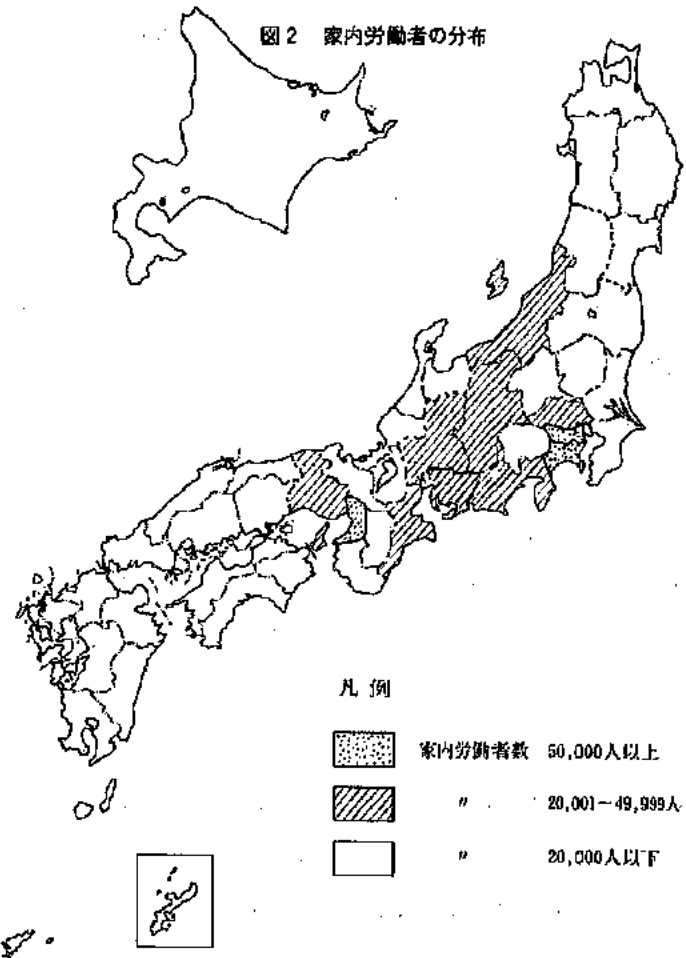 図2 家内労働者の分布
凡例
家内労働者数 50,000人以上
〃 20,001−49,999人
〃 20,000人以下